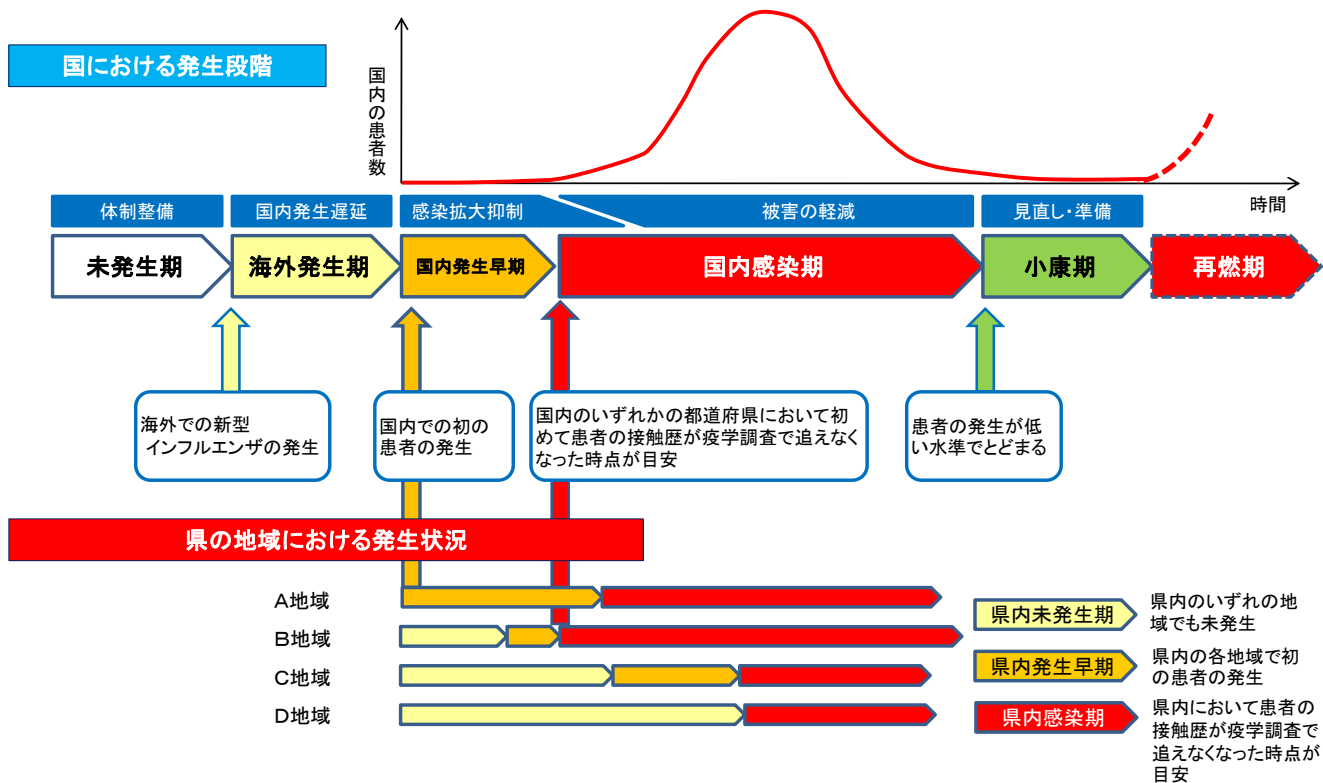 国における発生段階
国内の患者数
時間
体制整備
国内発生遅延
感染拡大抑制
被害の軽減
見直し・準備
未発生期
海外発生期
国内発生早期
国内感染期
小康期
再燃期
海外での新型
インフルエンザの発生
国内での初の
患者の発生
国内のいずれかの都道府県において初
めて患者の接触歴が疫学調査で追えなく
なった時点が目安
患者の発生が低
い水準でとどまる
県の地域における発生状況
A地域
B地域
C地域
D地域
県内未発生期
県内のいずれの地
域でも未発生
県内発生早期
県内の各地域で初
の患者の発生
県内感染期
県内において患者の
接触歴が疫学調査で
追えなくなった時点が
目安